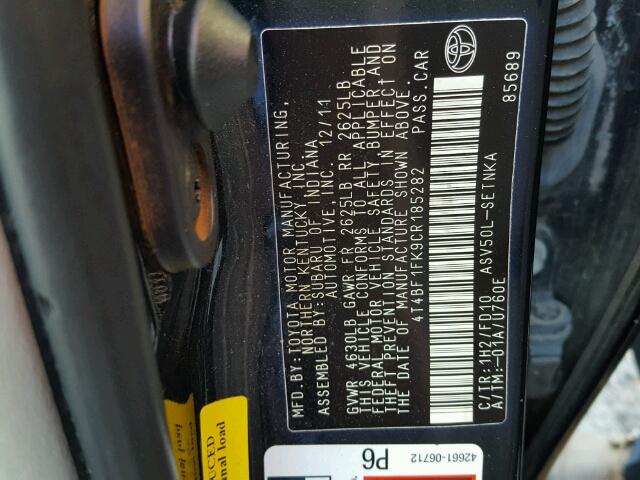 MFD.BY:TOYOTA MOTOR MANUFACTURING,
NORTHERN KENTUCKY, INC.
ASSEMBLED BY:SUBARU OF INDIANA
AUTOMOTIVE, INC. 12/11
GVWR 4630LB GAWR FR 2625LB RR 2625LB
THIS VEHICLE CONFORMS TO ALL APPLICABLE
FEDERAL MOTOR VEHICLE SAFETY, BUMPER AND
THEFT PREVENTION STANDARDS IN EFFECT ON
THE DATE OF MANUFACTURE SHOWN ABOVE.
4T4BF1FK9CR185282 PASS.CAR
C/TR:1H2/FD10 ASV50L-SETNKA
A/TM:-01A/U760E 85689
UCED
nal load
42661-06712
P6